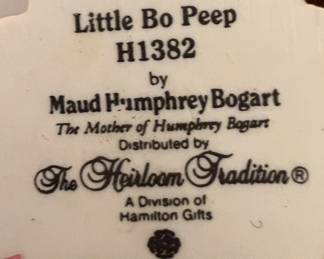 Little Bo Peep
H1382
by
Maud Humphrey Bogart
The Mother of Humphrey Bogart
Distributed by
The Heirloom Tradition®
A Division of
Hamilton Gifts